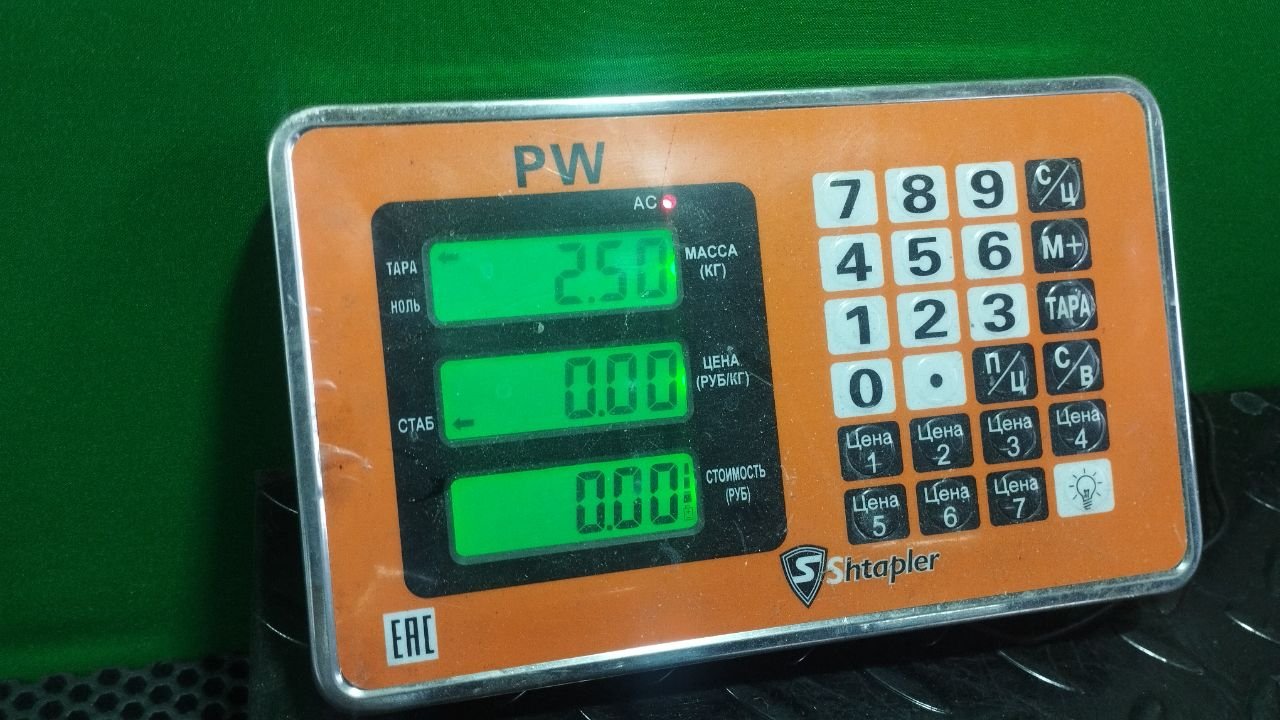 PW
AC
ТАРА
НОЛЬ
2.50
МАССА
(КГ)
0.00
ЦЕНА
(РУБ/КГ)
СТАБ
0.00
СТОИМОСТЬ
(РУБ)
7 8 9 С/Ц
4 5 6 М+
1 2 3 ТАРА
0 . П/Ц С/В
Цена 1 Цена 2 Цена 3 Цена 4
Цена 5 Цена 6 Цена 7
S Shtapler
EAC